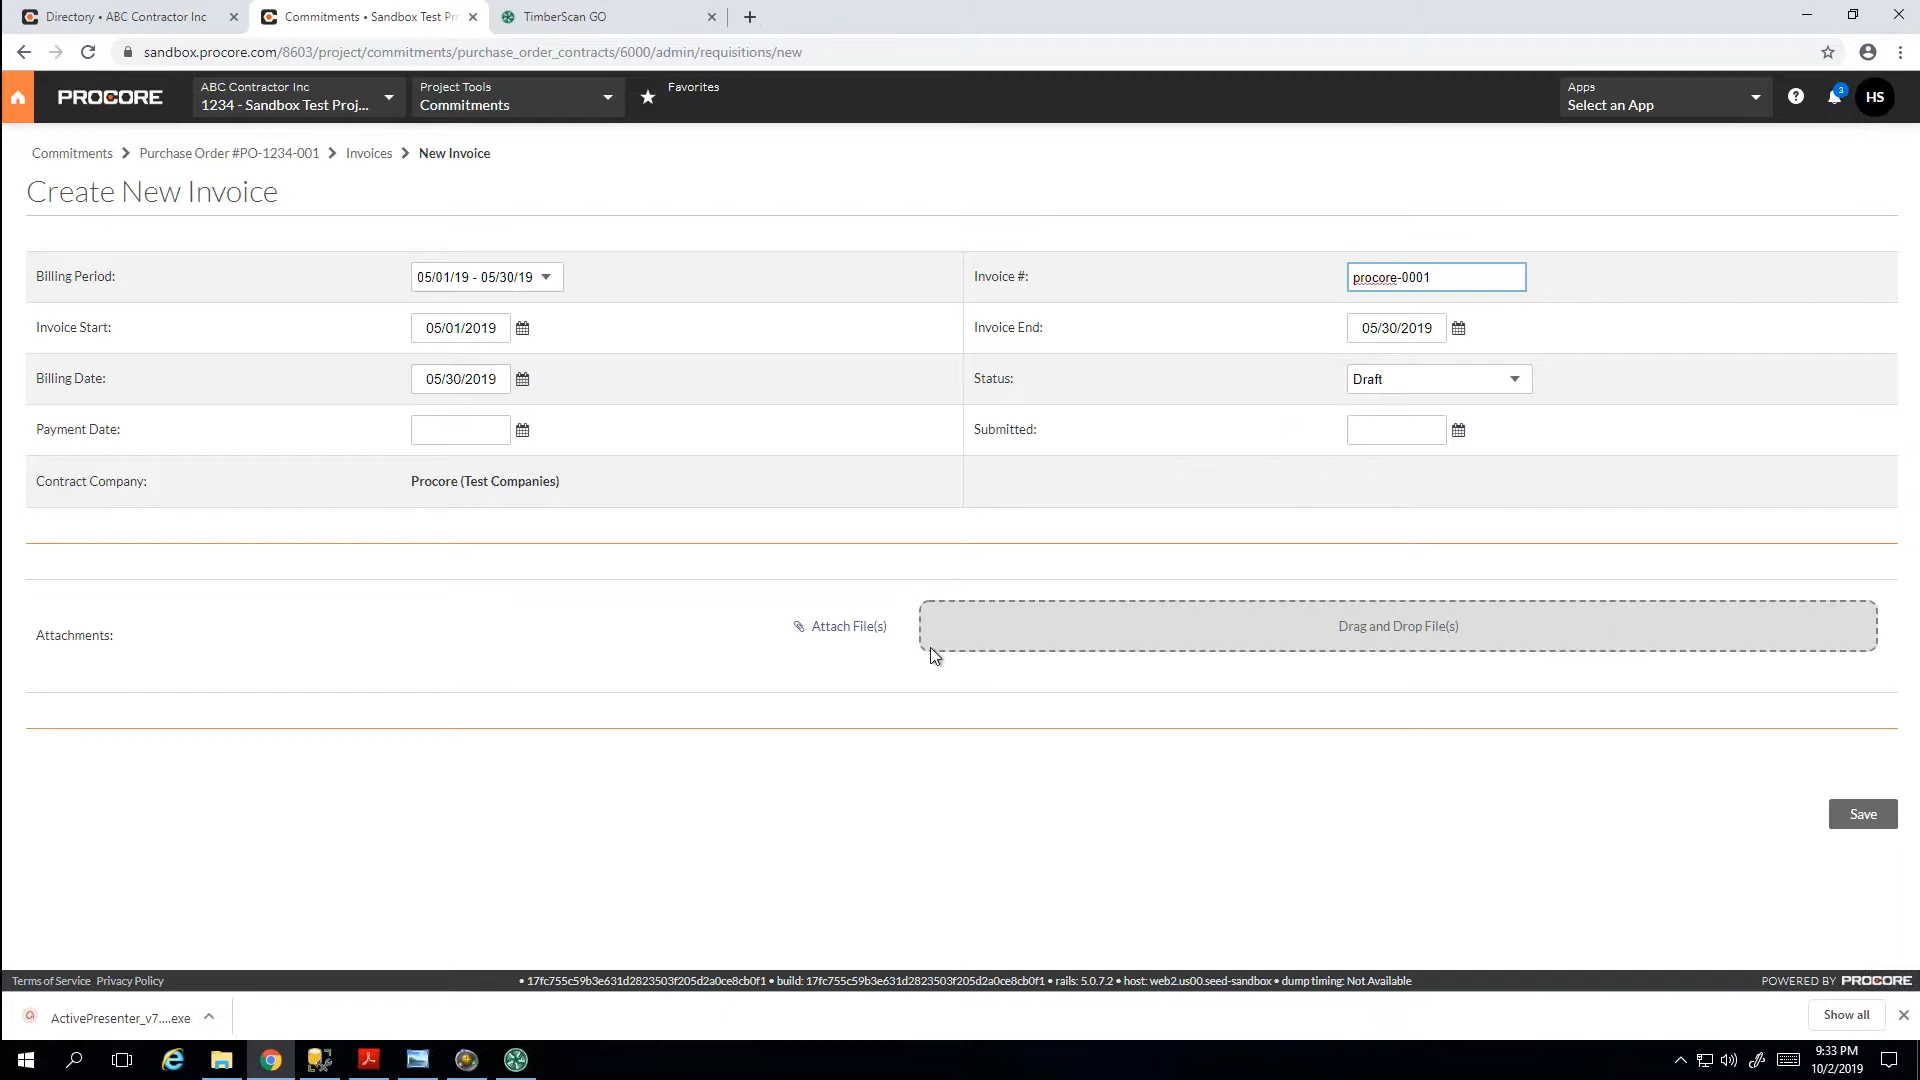 Directory • ABC Contractor Inc
Commitments • Sandbox Test Pr
TimberScan GO
sandbox.procore.com/8603/project/commitments/purchase_order_contracts/6000/admin/requisitions/new
PROCORE
ABC Contractor Inc
1234 - Sandbox Test Proj...
Project Tools
Commitments
Favorites
Apps
Select an App
3
HS
Commitments > Purchase Order #PO-1234-001 > Invoices > New Invoice
Create New Invoice
Billing Period: 05/01/19 - 05/30/19 Invoice #: procore-0001
Invoice Start: 05/01/2019 Invoice End: 05/30/2019
Billing Date: 05/30/2019 Status: Draft
Payment Date: Submitted:
Contract Company: Procore (Test Companies)
Attachments: Attach File(s) Drag and Drop File(s)
Save
Terms of Service Privacy Policy • 17fc755c59b3e631d2823503f205d2a0ce8cb0f1 • build: 17fc755c59b3e631d2823503f205d2a0ce8cb0f1 • rails: 5.0.7.2 • host: web2.us00.seed-sandbox • dump timing: Not Available POWERED BY PROCORE
ActivePresenter_v7....exe Show all
9:33 PM
10/2/2019